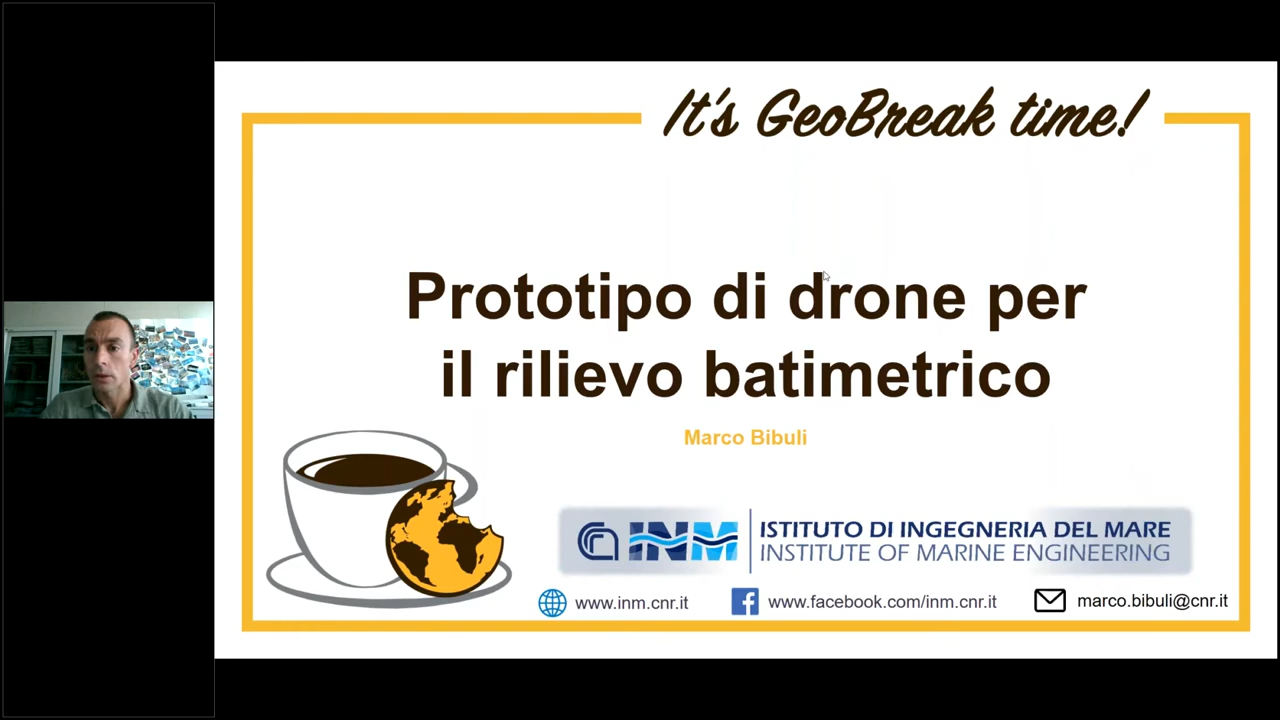 It's GeoBreak time!
Prototipo di drone per
il rilievo batimetrico
Marco Bibuli
INM
ISTITUTO DI INGEGNERIA DEL MARE
INSTITUTE OF MARINE ENGINEERING
www.inm.cnr.it www.facebook.com/inm.cnr.it marco.bibuli@cnr.it